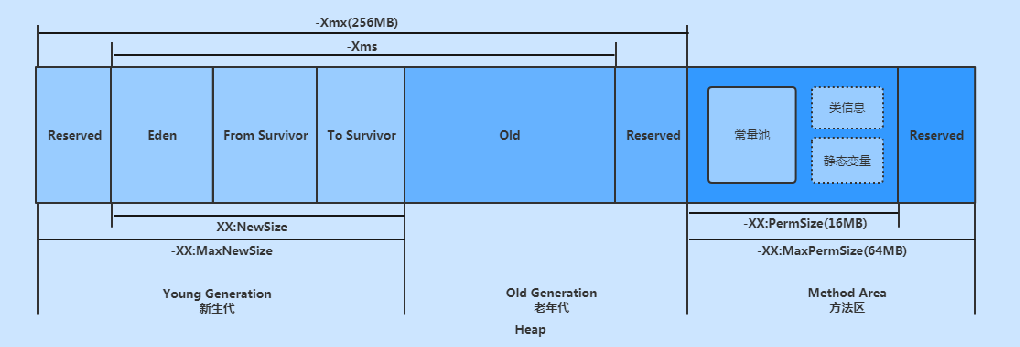 -Xmx(256MB)
-Xms
Reserved
Eden
From Survivor
To Survivor
Old
Reserved
常量池
类信息
静态变量
Reserved
XX:NewSize
-XX:MaxNewSize
-XX:PermSize(16MB)
-XX:MaxPermSize(64MB)
Young Generation
新生代
Old Generation
老年代
Method Area
方法区
Heap